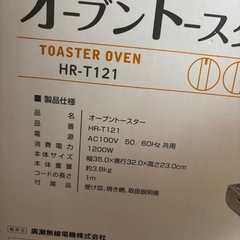 オーブントースタ
TOASTER OVEN
HR-T121
■ 製品仕様
品名 オーブントースター
品番 HR-T121
電源 AC100V 50/60Hz 共用
消費電力 1200W
本体サイズ 幅35.0×奥行32.0×高さ23.0cm
本体重量 約3.8kg
コードの長さ 1m
付属品 受け皿、焼き網、取扱説明書
廣瀬無線電機株式会社